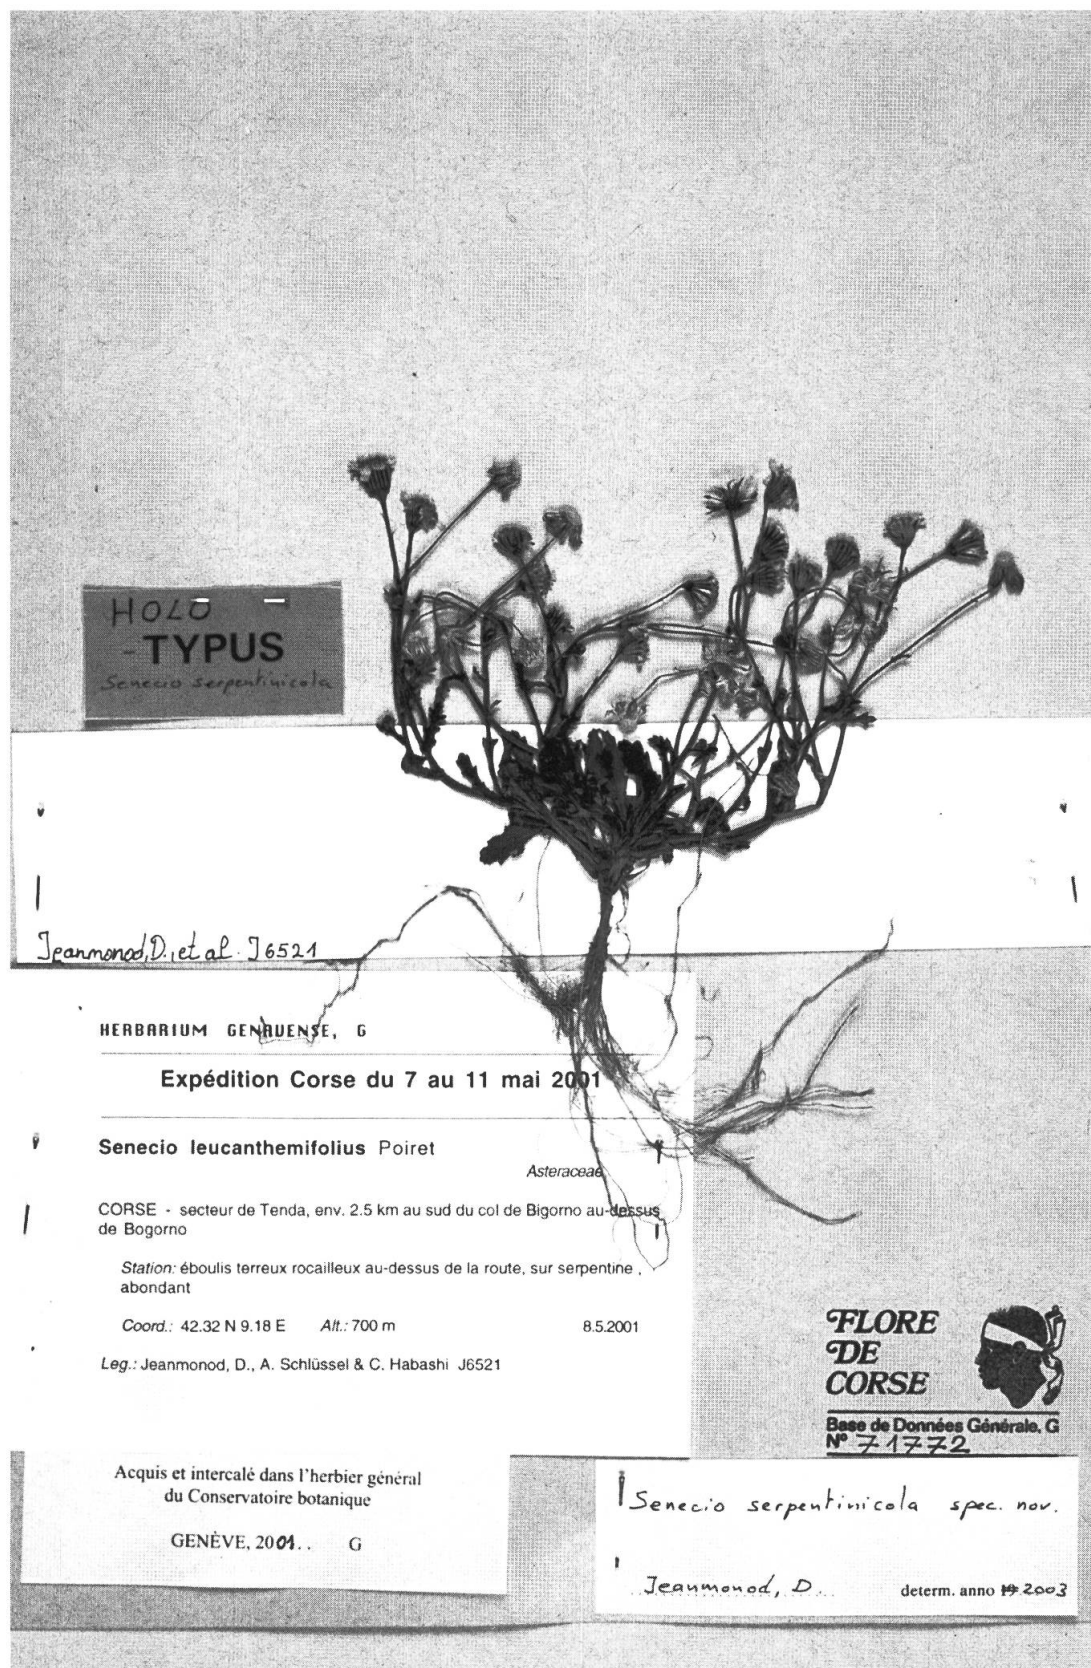 HOLO
-TYPUS
Senecio serpentinicola
Jeanmonod, D., et al. J6521
HERBARIUM GENAVENSE, G
Expédition Corse du 7 au 11 mai 2001
Senecio leucanthemifolius Poiret
Asteraceae
CORSE - secteur de Tenda, env. 2.5 km au sud du col de Bigorno au-dessus
de Bogorno
Station: éboulis terreux rocailleux au-dessus de la route, sur serpentine,
abondant
Coord.: 42.32 N 9.18 E Alt.: 700 m 8.5.2001
Leg.: Jeanmonod, D., A. Schlüssel & C. Habashi J6521
FLORE
DE
CORSE
Base de Données Générale, G
N° 71772
Acquis et intercalé dans l'herbier général
du Conservatoire botanique
GENÈVE, 2001.. G
Senecio serpentinicola spec. nov.
Jeanmonod, D. determ. anno 19 2003